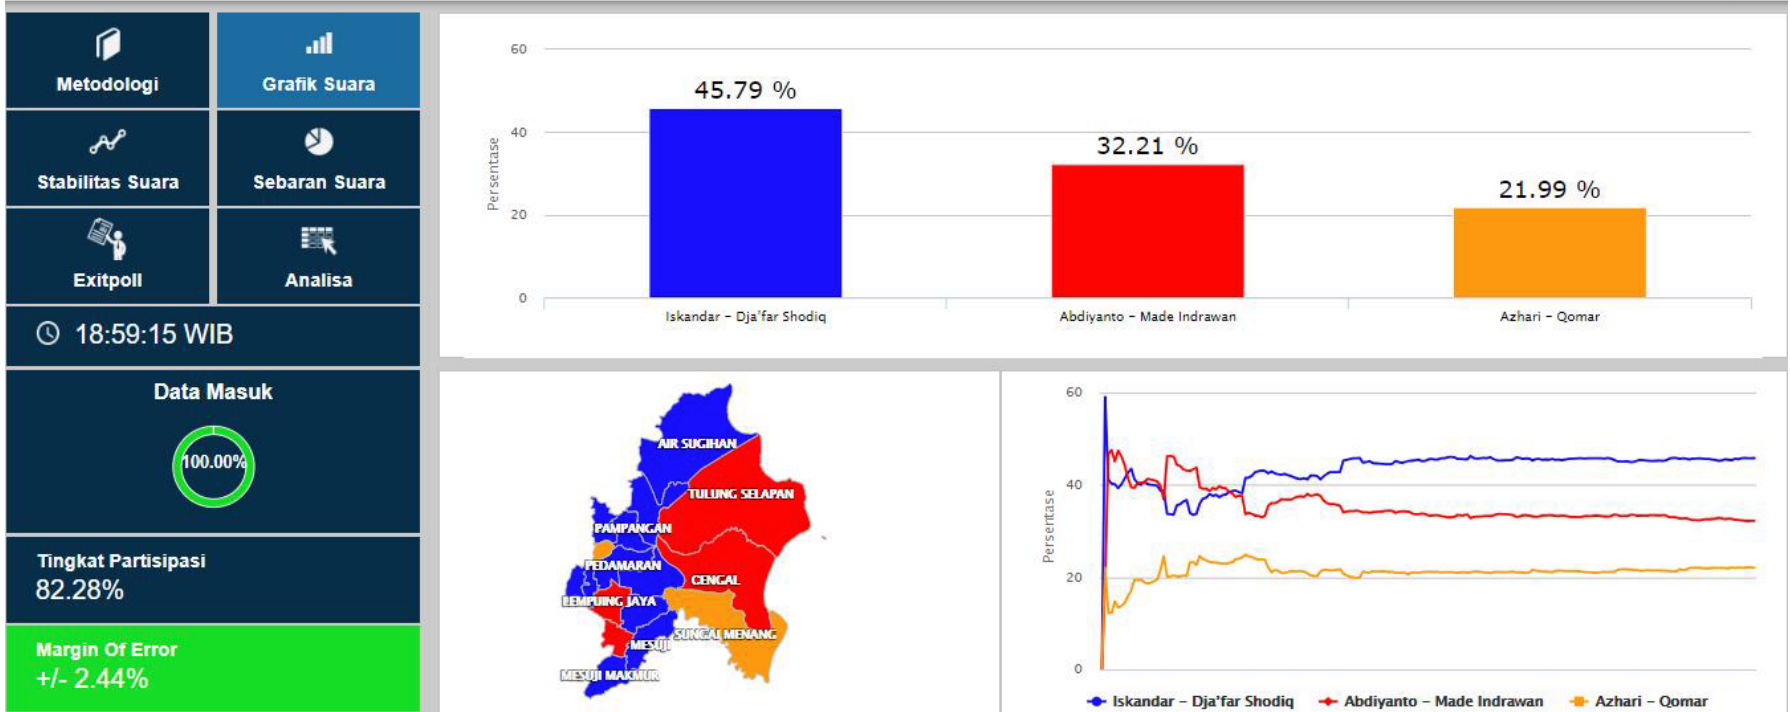 Metodologi
Grafik Suara
Stabilitas Suara
Sebaran Suara
Exitpoll
Analisa
18:59:15 WIB
Data Masuk
100.00%
Tingkat Partisipasi
82.28%
Margin Of Error
+/- 2.44%
60
40
20
0
Persentase
45.79 %
32.21 %
21.99 %
Iskandar - Dja'far Shodiq
Abdiyanto - Made Indrawan
Azhari - Qomar
AIR SUGIHAN
TULUNG SELAPAN
PAMPANGAN
PEDAMARAN
CENGAL
LEMPUING JAYA
SUNGAI MENANG
MESUJI
MESUJI MAKMUR
60
40
20
0
Persentase
Iskandar - Dja'far Shodiq
Abdiyanto - Made Indrawan
Azhari - Qomar